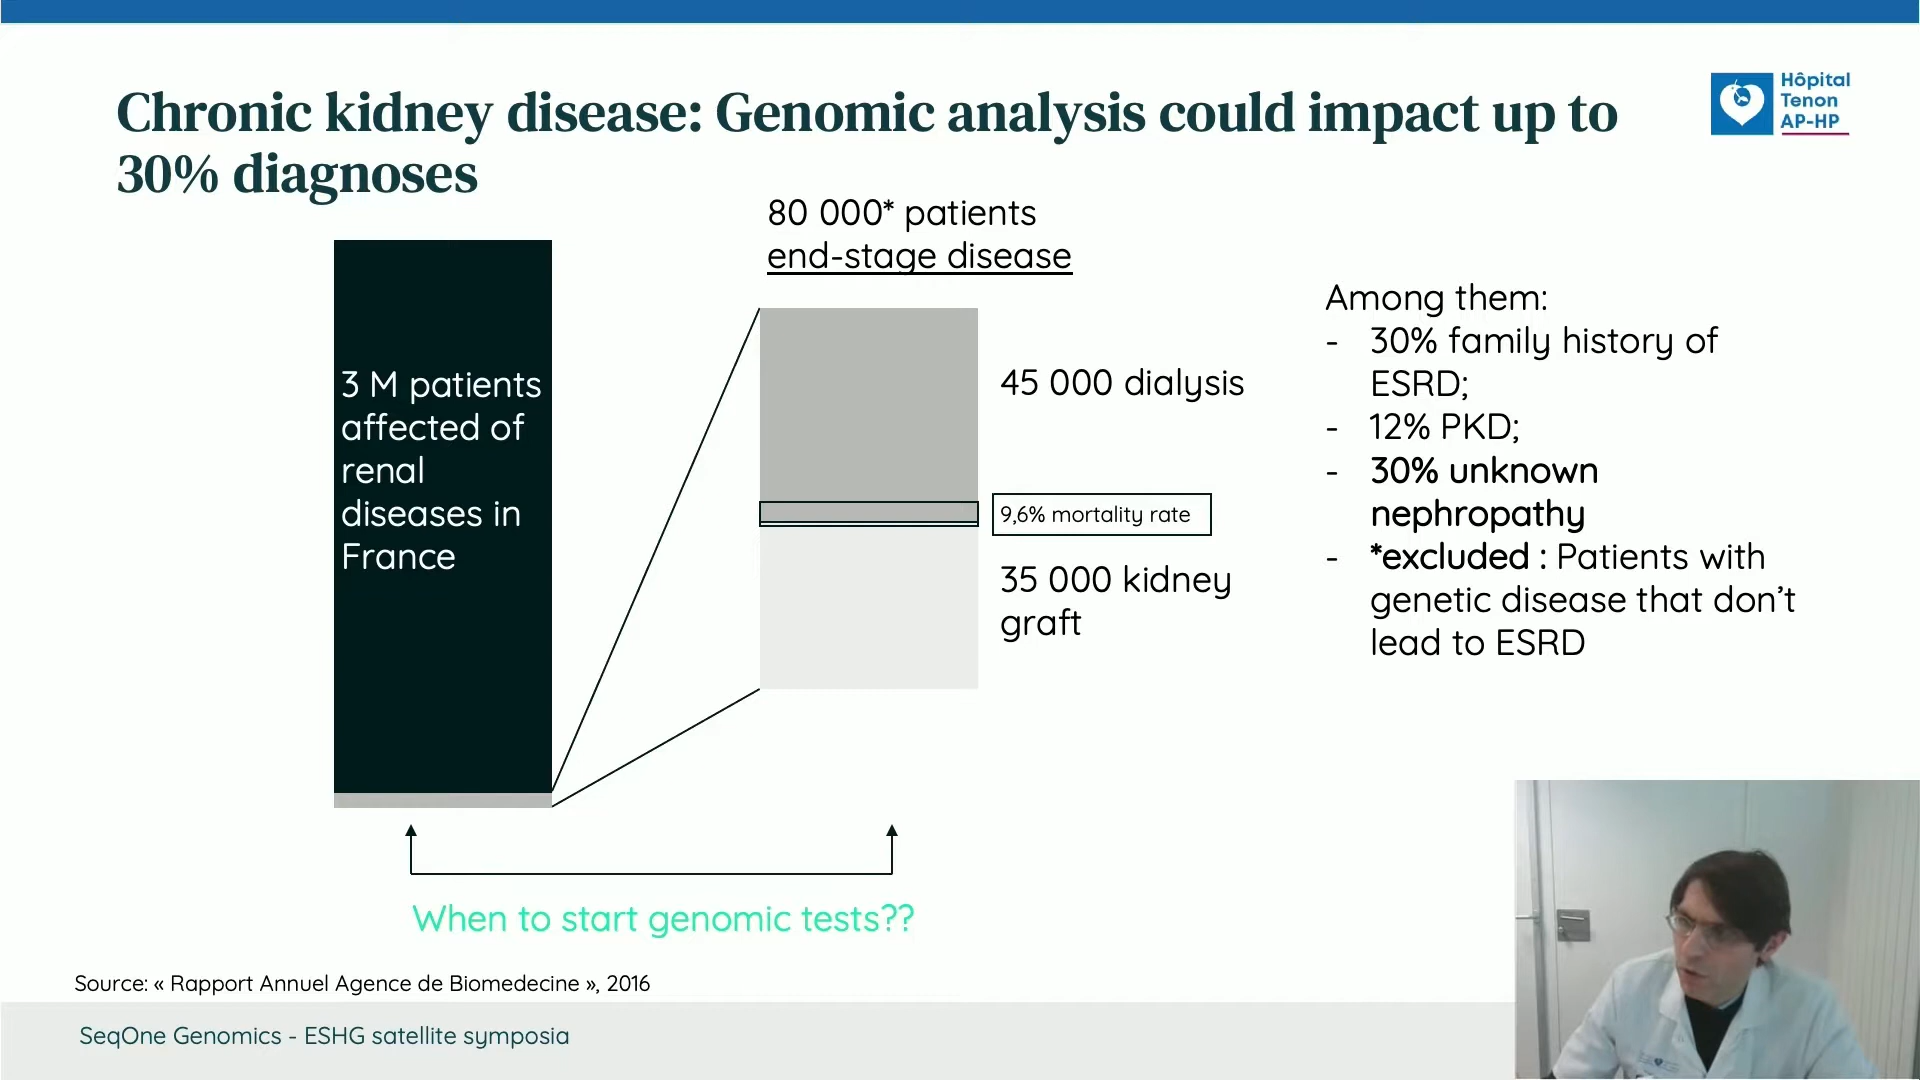 Chronic kidney disease: Genomic analysis could impact up to
30% diagnoses
Hôpital
Tenon
AP-HP
80 000* patients
end-stage disease
3 M patients
affected of
renal
diseases in
France
45 000 dialysis
9,6% mortality rate
35 000 kidney
graft
Among them:
- 30% family history of
ESRD;
- 12% PKD;
- 30% unknown
nephropathy
- *excluded : Patients with
genetic disease that don’t
lead to ESRD
When to start genomic tests??
Source: « Rapport Annuel Agence de Biomedecine », 2016
SeqOne Genomics - ESHG satellite symposia